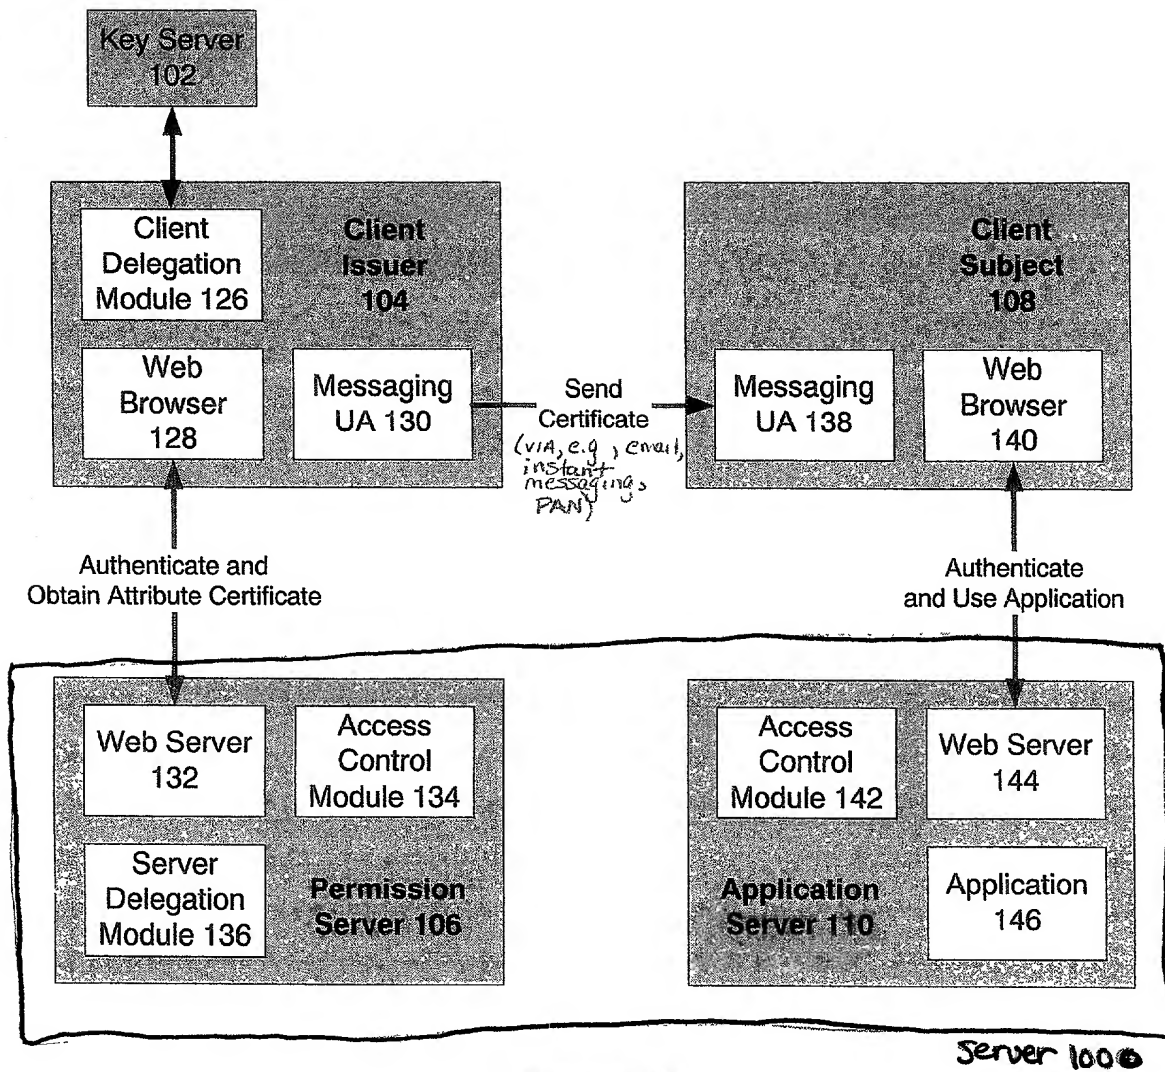 Key Server
102
Client
Delegation
Module 126
Client
Issuer
104
Web
Browser
128
Messaging
UA 130
Send
Certificate
(VIA, e.g , email,
instant
messaging,
PAN)
Client
Subject
108
Messaging
UA 138
Web
Browser
140
Authenticate and
Obtain Attribute Certificate
Authenticate
and Use Application
Web Server
132
Access
Control
Module 134
Server
Delegation
Module 136
Permission
Server 106
Access
Control
Module 142
Web Server
144
Application
Server 110
Application
146
Server